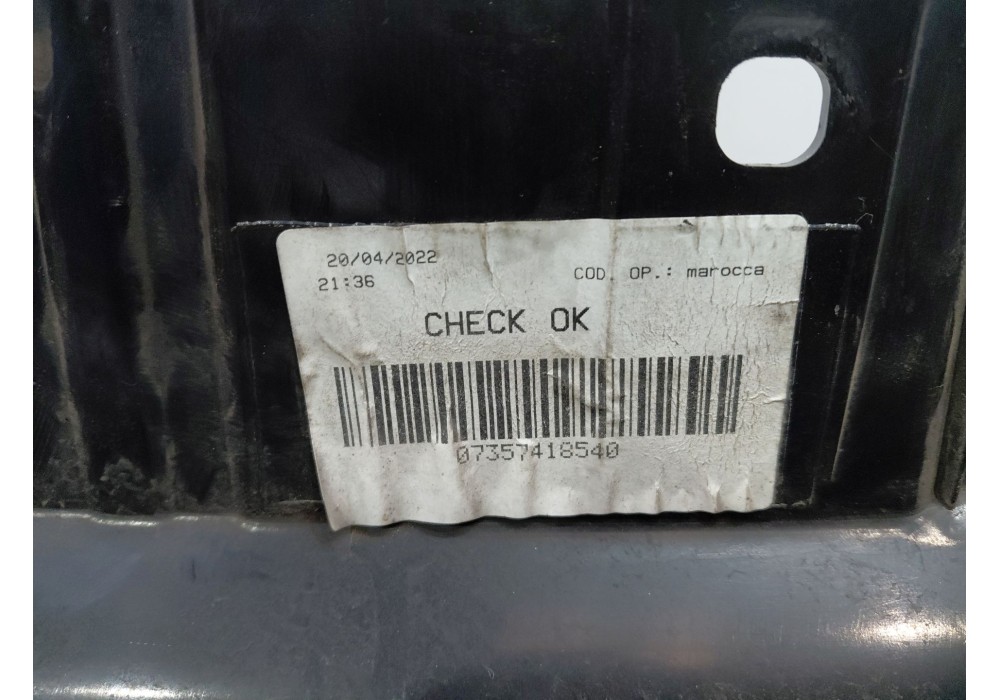 20/04/2022
21:36
COD. OP.: marocca
CHECK OK
07357418540